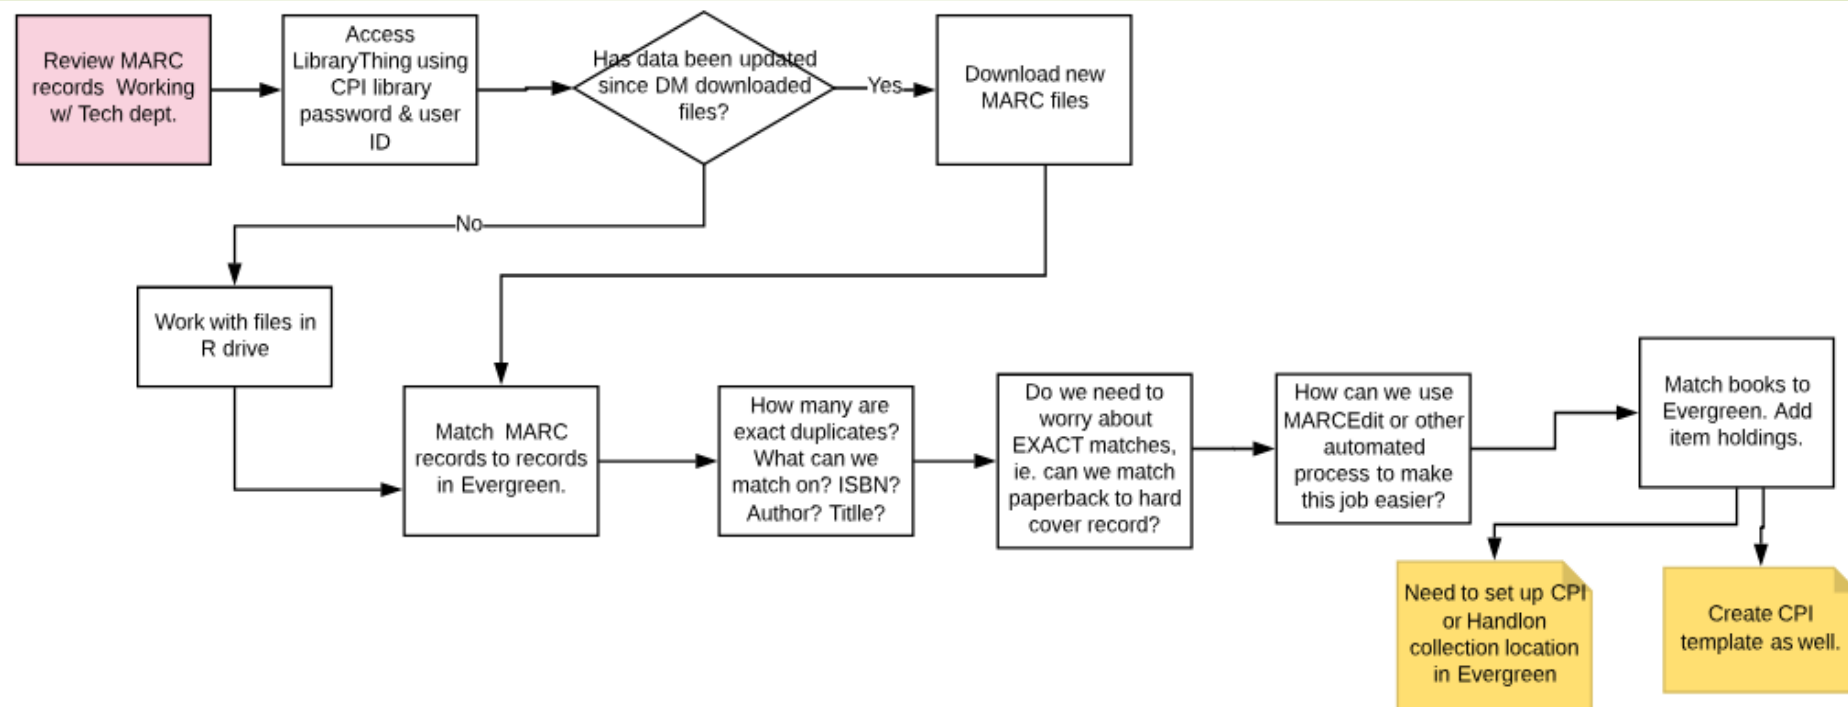 Review MARC
records Working
w/ Tech dept.
Access
LibraryThing using
CPI library
password & user
ID
Has data been updated
since DM downloaded
files?
Yes
Download new
MARC files
No
Work with files in
R drive
Match MARC
records to records
in Evergreen.
How many are
exact duplicates?
What can we
match on? ISBN?
Author? Titlle?
Do we need to
worry about
EXACT matches,
ie. can we match
paperback to hard
cover record?
How can we use
MARCEdit or other
automated
process to make
this job easier?
Match books to
Evergreen. Add
item holdings.
Need to set up CPI
or Handlon
collection location
in Evergreen
Create CPI
template as well.